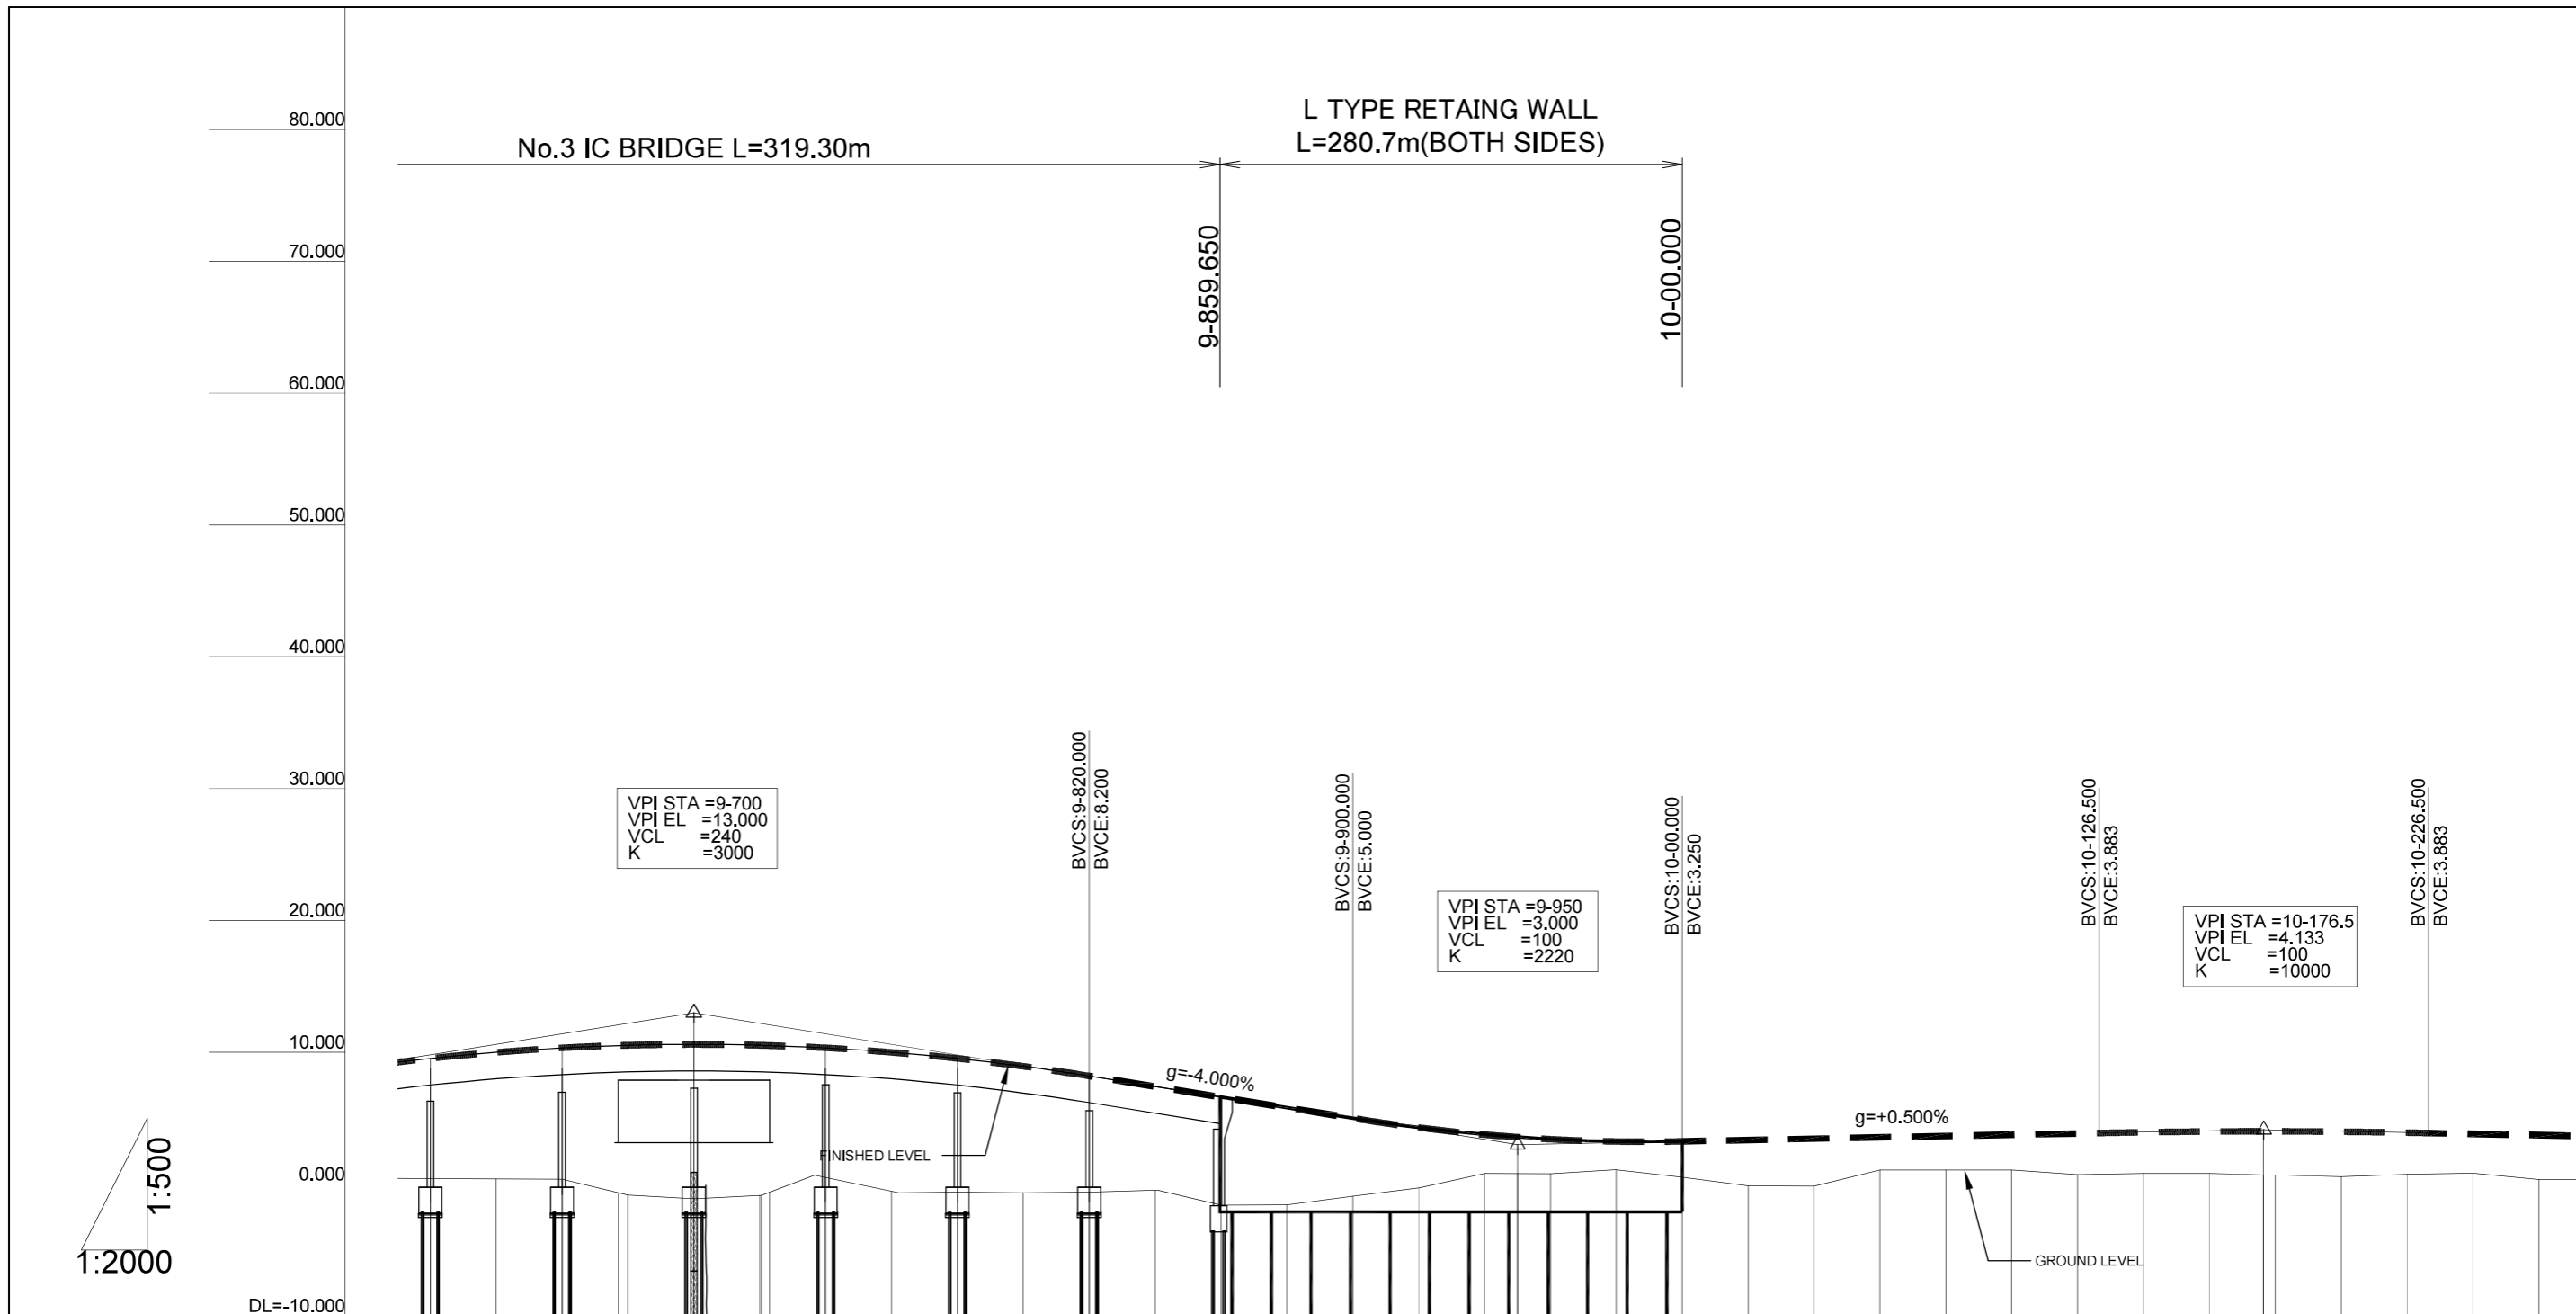 80.000
70.000
60.000
50.000
40.000
30.000
20.000
10.000
0.000
DL=-10.000
1:500
1:2000
No.3 IC BRIDGE L=319.30m
L TYPE RETAING WALL
L=280.7m(BOTH SIDES)
9-859.650
10-00.000
VPI STA =9-700
VPI EL =13.000
VCL =240
K =3000
BVCS:9-820.000
BVCE:8.200
BVCS:9-900.000
BVCE:5.000
VPI STA =9-950
VPI EL =3.000
VCL =100
K =2220
BVCS:10-00.000
BVCE:3.250
BVCS:10-126.500
BVCE:3.883
VPI STA =10-176.5
VPI EL =4.133
VCL =100
K =10000
BVCS:10-226.500
BVCE:3.883
g=-4.000%
g=+0.500%
FINISHED LEVEL
GROUND LEVEL